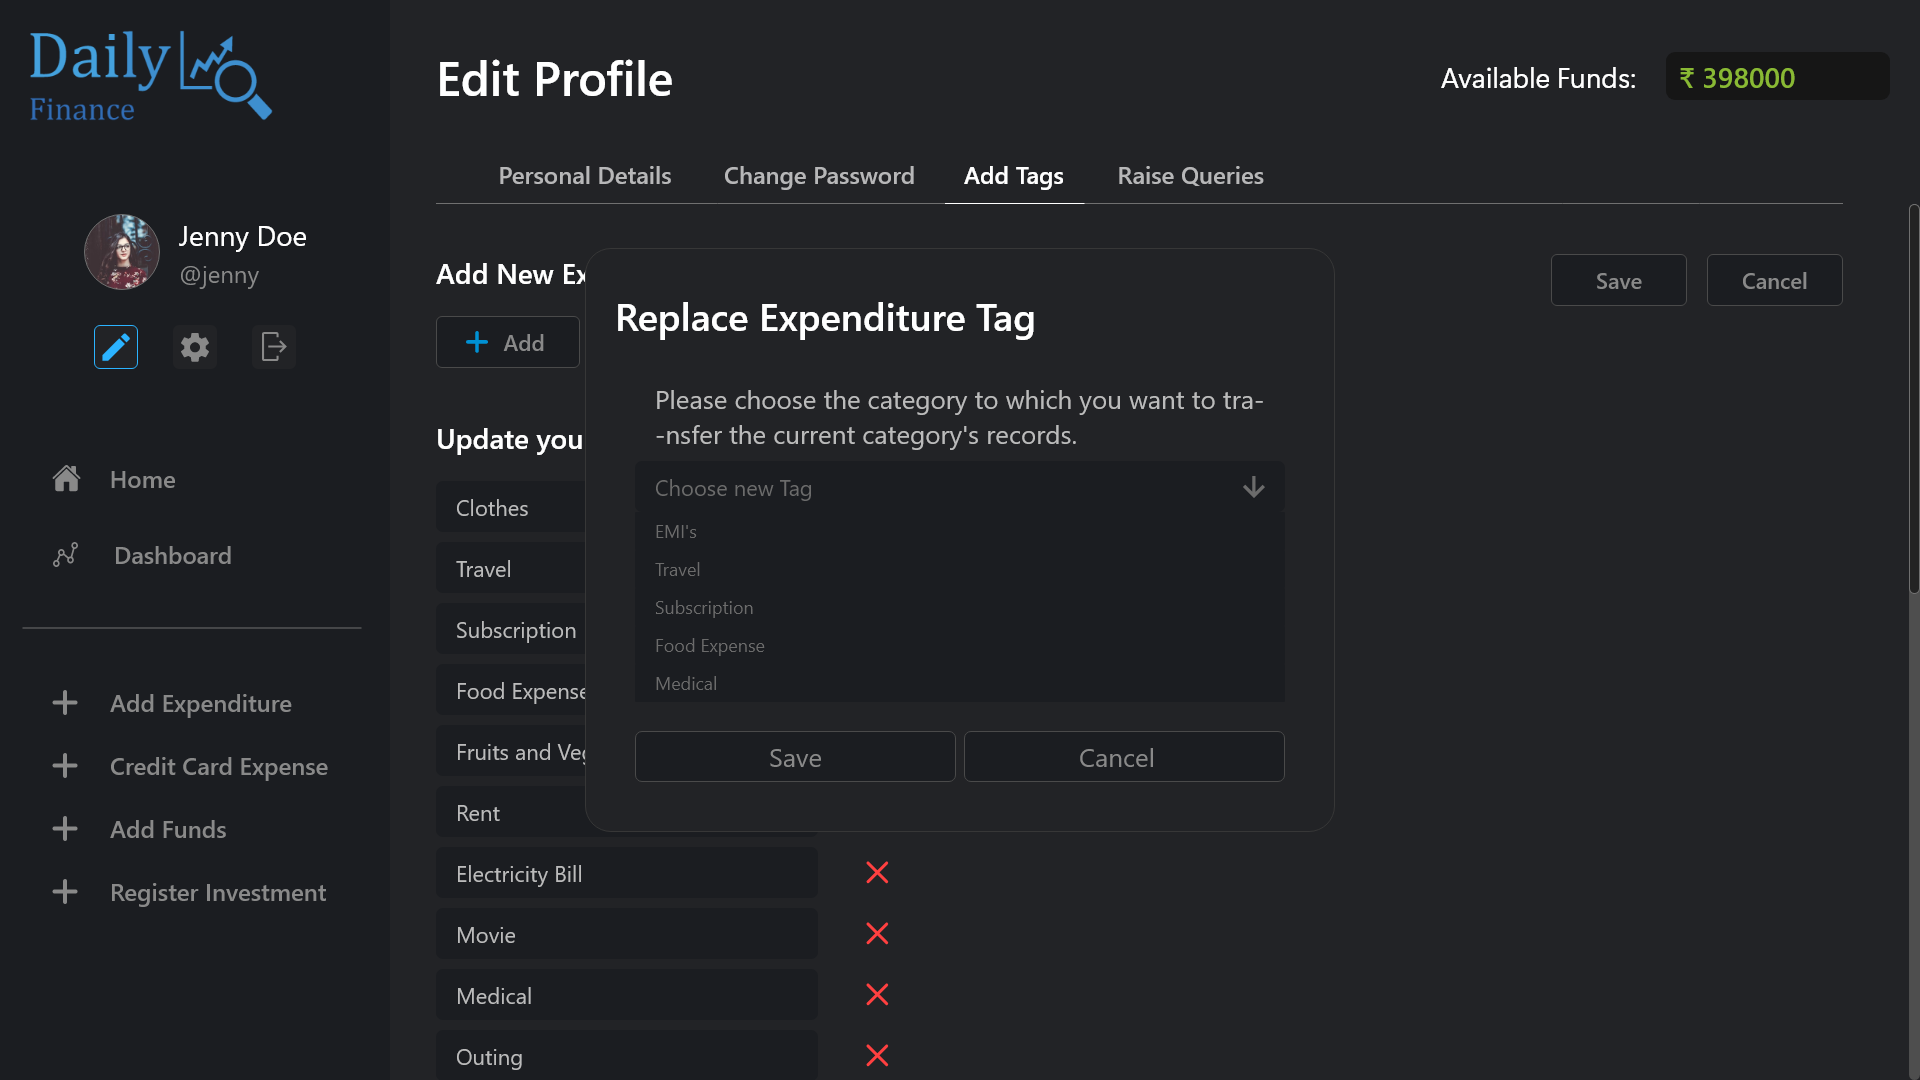 Daily
Finance
Jenny Doe
@jenny
Home
Dashboard
Add Expenditure
Credit Card Expense
Add Funds
Register Investment
Edit Profile
Available Funds: ₹ 398000
Personal Details Change Password Add Tags Raise Queries
Add New Ex
Save Cancel
Add
Update you
Clothes
Travel
Subscription
Food Expense
Fruits and Veg
Rent
Electricity Bill
Movie
Medical
Outing
Replace Expenditure Tag
Please choose the category to which you want to tra-
-nsfer the current category's records.
Choose new Tag
EMI's
Travel
Subscription
Food Expense
Medical
Save Cancel